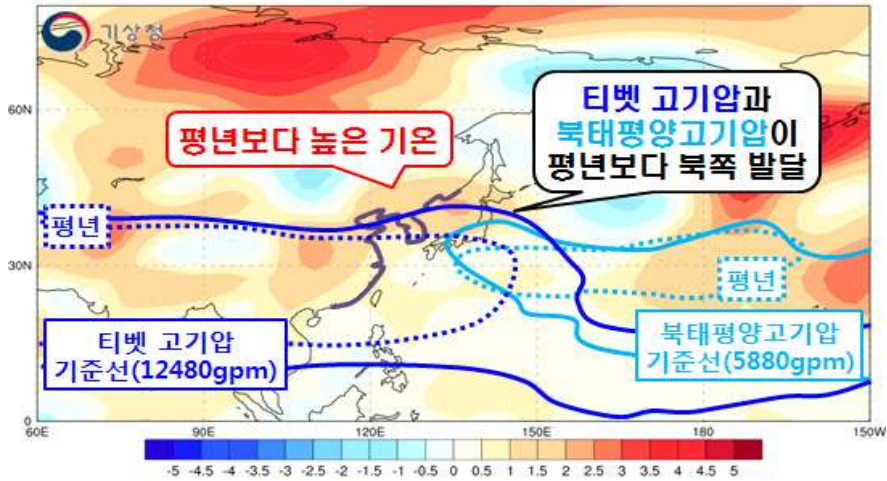 기상청
60N
30N
0
평년보다 높은 기온
티벳 고기압과
북태평양고기압이
평년보다 북쪽 발달
평년
평년
티벳 고기압
기준선(12480gpm)
북태평양고기압
기준선(5880gpm)
60E 90E 120E 150E 180 150W
-5 -4.5 -4 -3.5 -3 -2.5 -2 -1.5 -1 -0.5 0 0.5 1 1.5 2 2.5 3 3.5 4 4.5 5